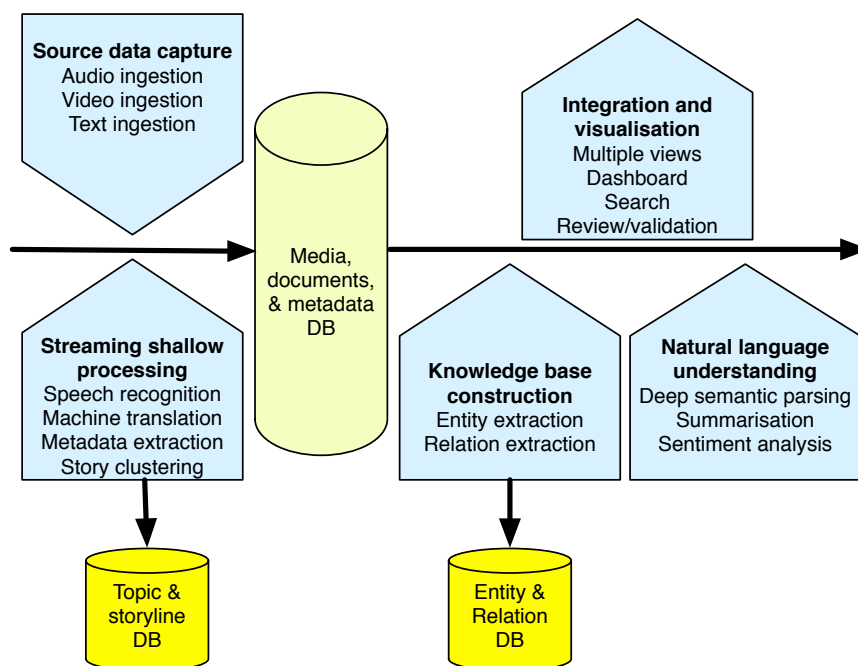 Source data capture
Audio ingestion
Video ingestion
Text ingestion
Integration and
visualisation
Multiple views
Dashboard
Search
Review/validation
Media,
documents,
& metadata
DB
Streaming shallow
processing
Speech recognition
Machine translation
Metadata extraction
Story clustering
Knowledge base
construction
Entity extraction
Relation extraction
Natural language
understanding
Deep semantic parsing
Summarisation
Sentiment analysis
Topic &
storyline
DB
Entity &
Relation
DB